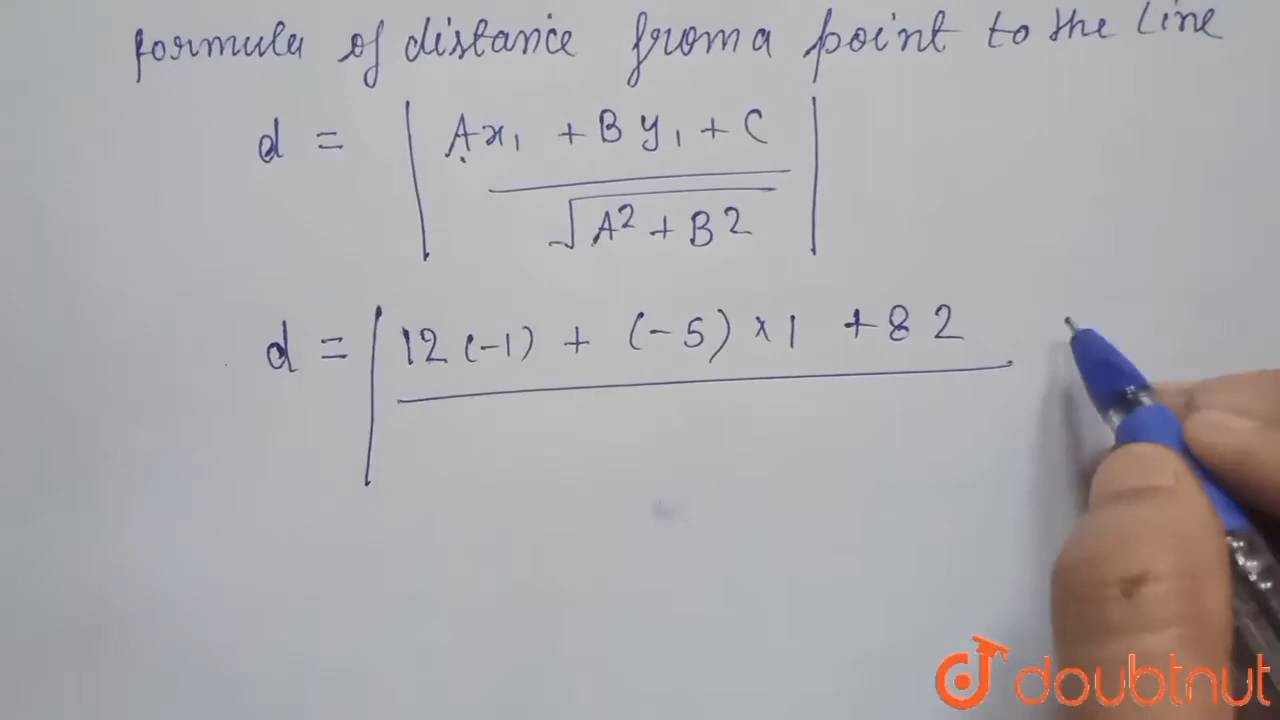 formula of distance from a point to the line
d = | Ax₁ + By₁ + C / √A² + B² |
d = | 12(-1) + (-5) × 1 + 82
doubtnut